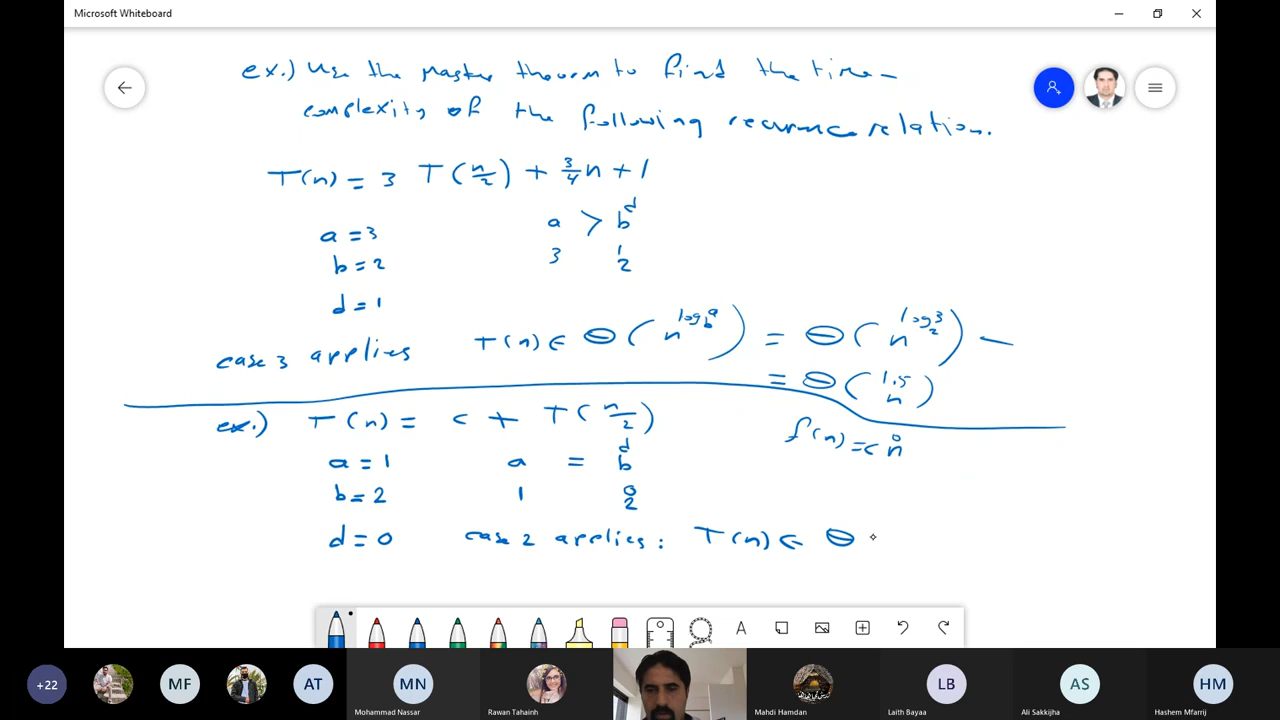 Microsoft Whiteboard
ex.) Use the Master theorm to find the time-
complexity of the following recurrence relation.
T(n) = 3 T(n/2) + 3/4 n + 1
a = 3
a > b^d
b = 2
3 2^1
d = 1
case 3 applies T(n) ∈ Θ(n^log_b^a) = Θ(n^log_2^3) -
= Θ(n^1.5)
ex.) T(n) = c + T(n/2)
f(n) = c n^0
a = 1 a = b^d
b = 2 1 2^0
d = 0 case 2 applies: T(n) ∈ Θ
A
+22 MF AT MN LB AS HM
Mohammad Nassar Rawan Tahainh Mahdi Hamdan Laith Bayaa Ali Sakkijha Hashem Mfarrij